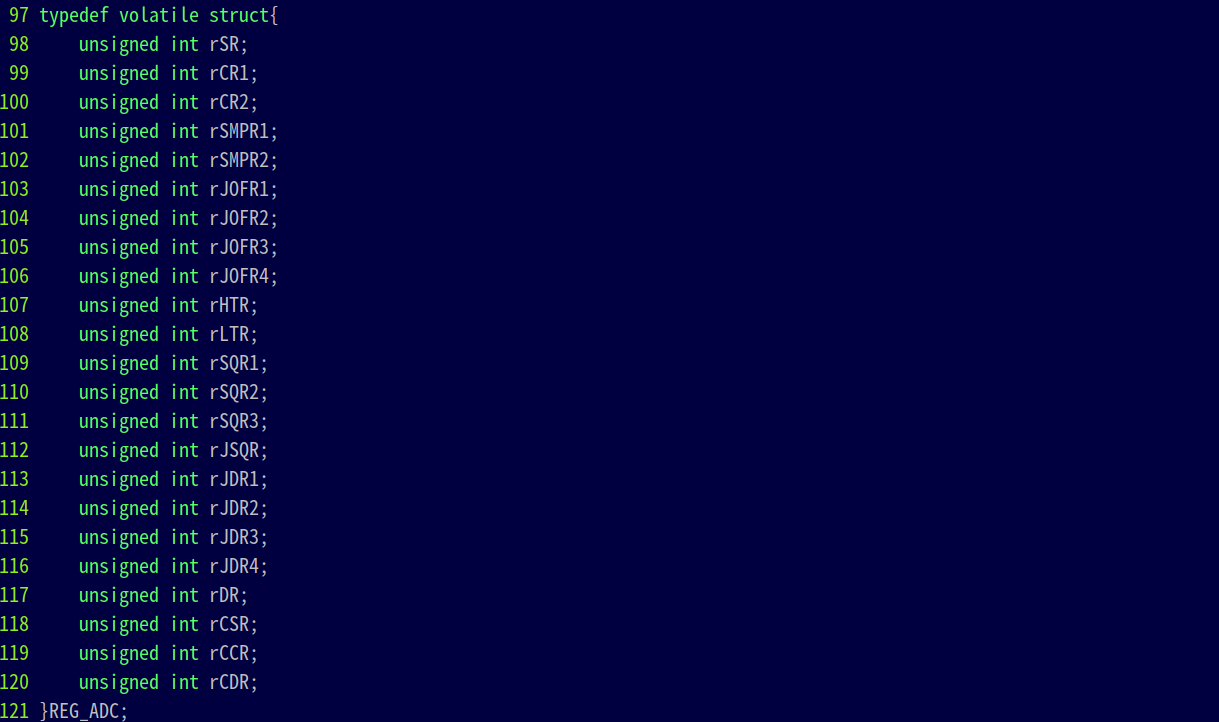 97 typedef volatile struct{
98     unsigned int rSR;
99     unsigned int rCR1;
100     unsigned int rCR2;
101     unsigned int rSMPR1;
102     unsigned int rSMPR2;
103     unsigned int rJOFR1;
104     unsigned int rJOFR2;
105     unsigned int rJOFR3;
106     unsigned int rJOFR4;
107     unsigned int rHTR;
108     unsigned int rLTR;
109     unsigned int rSQR1;
110     unsigned int rSQR2;
111     unsigned int rSQR3;
112     unsigned int rJSQR;
113     unsigned int rJDR1;
114     unsigned int rJDR2;
115     unsigned int rJDR3;
116     unsigned int rJDR4;
117     unsigned int rDR;
118     unsigned int rCSR;
119     unsigned int rCCR;
120     unsigned int rCDR;
121 }REG_ADC;